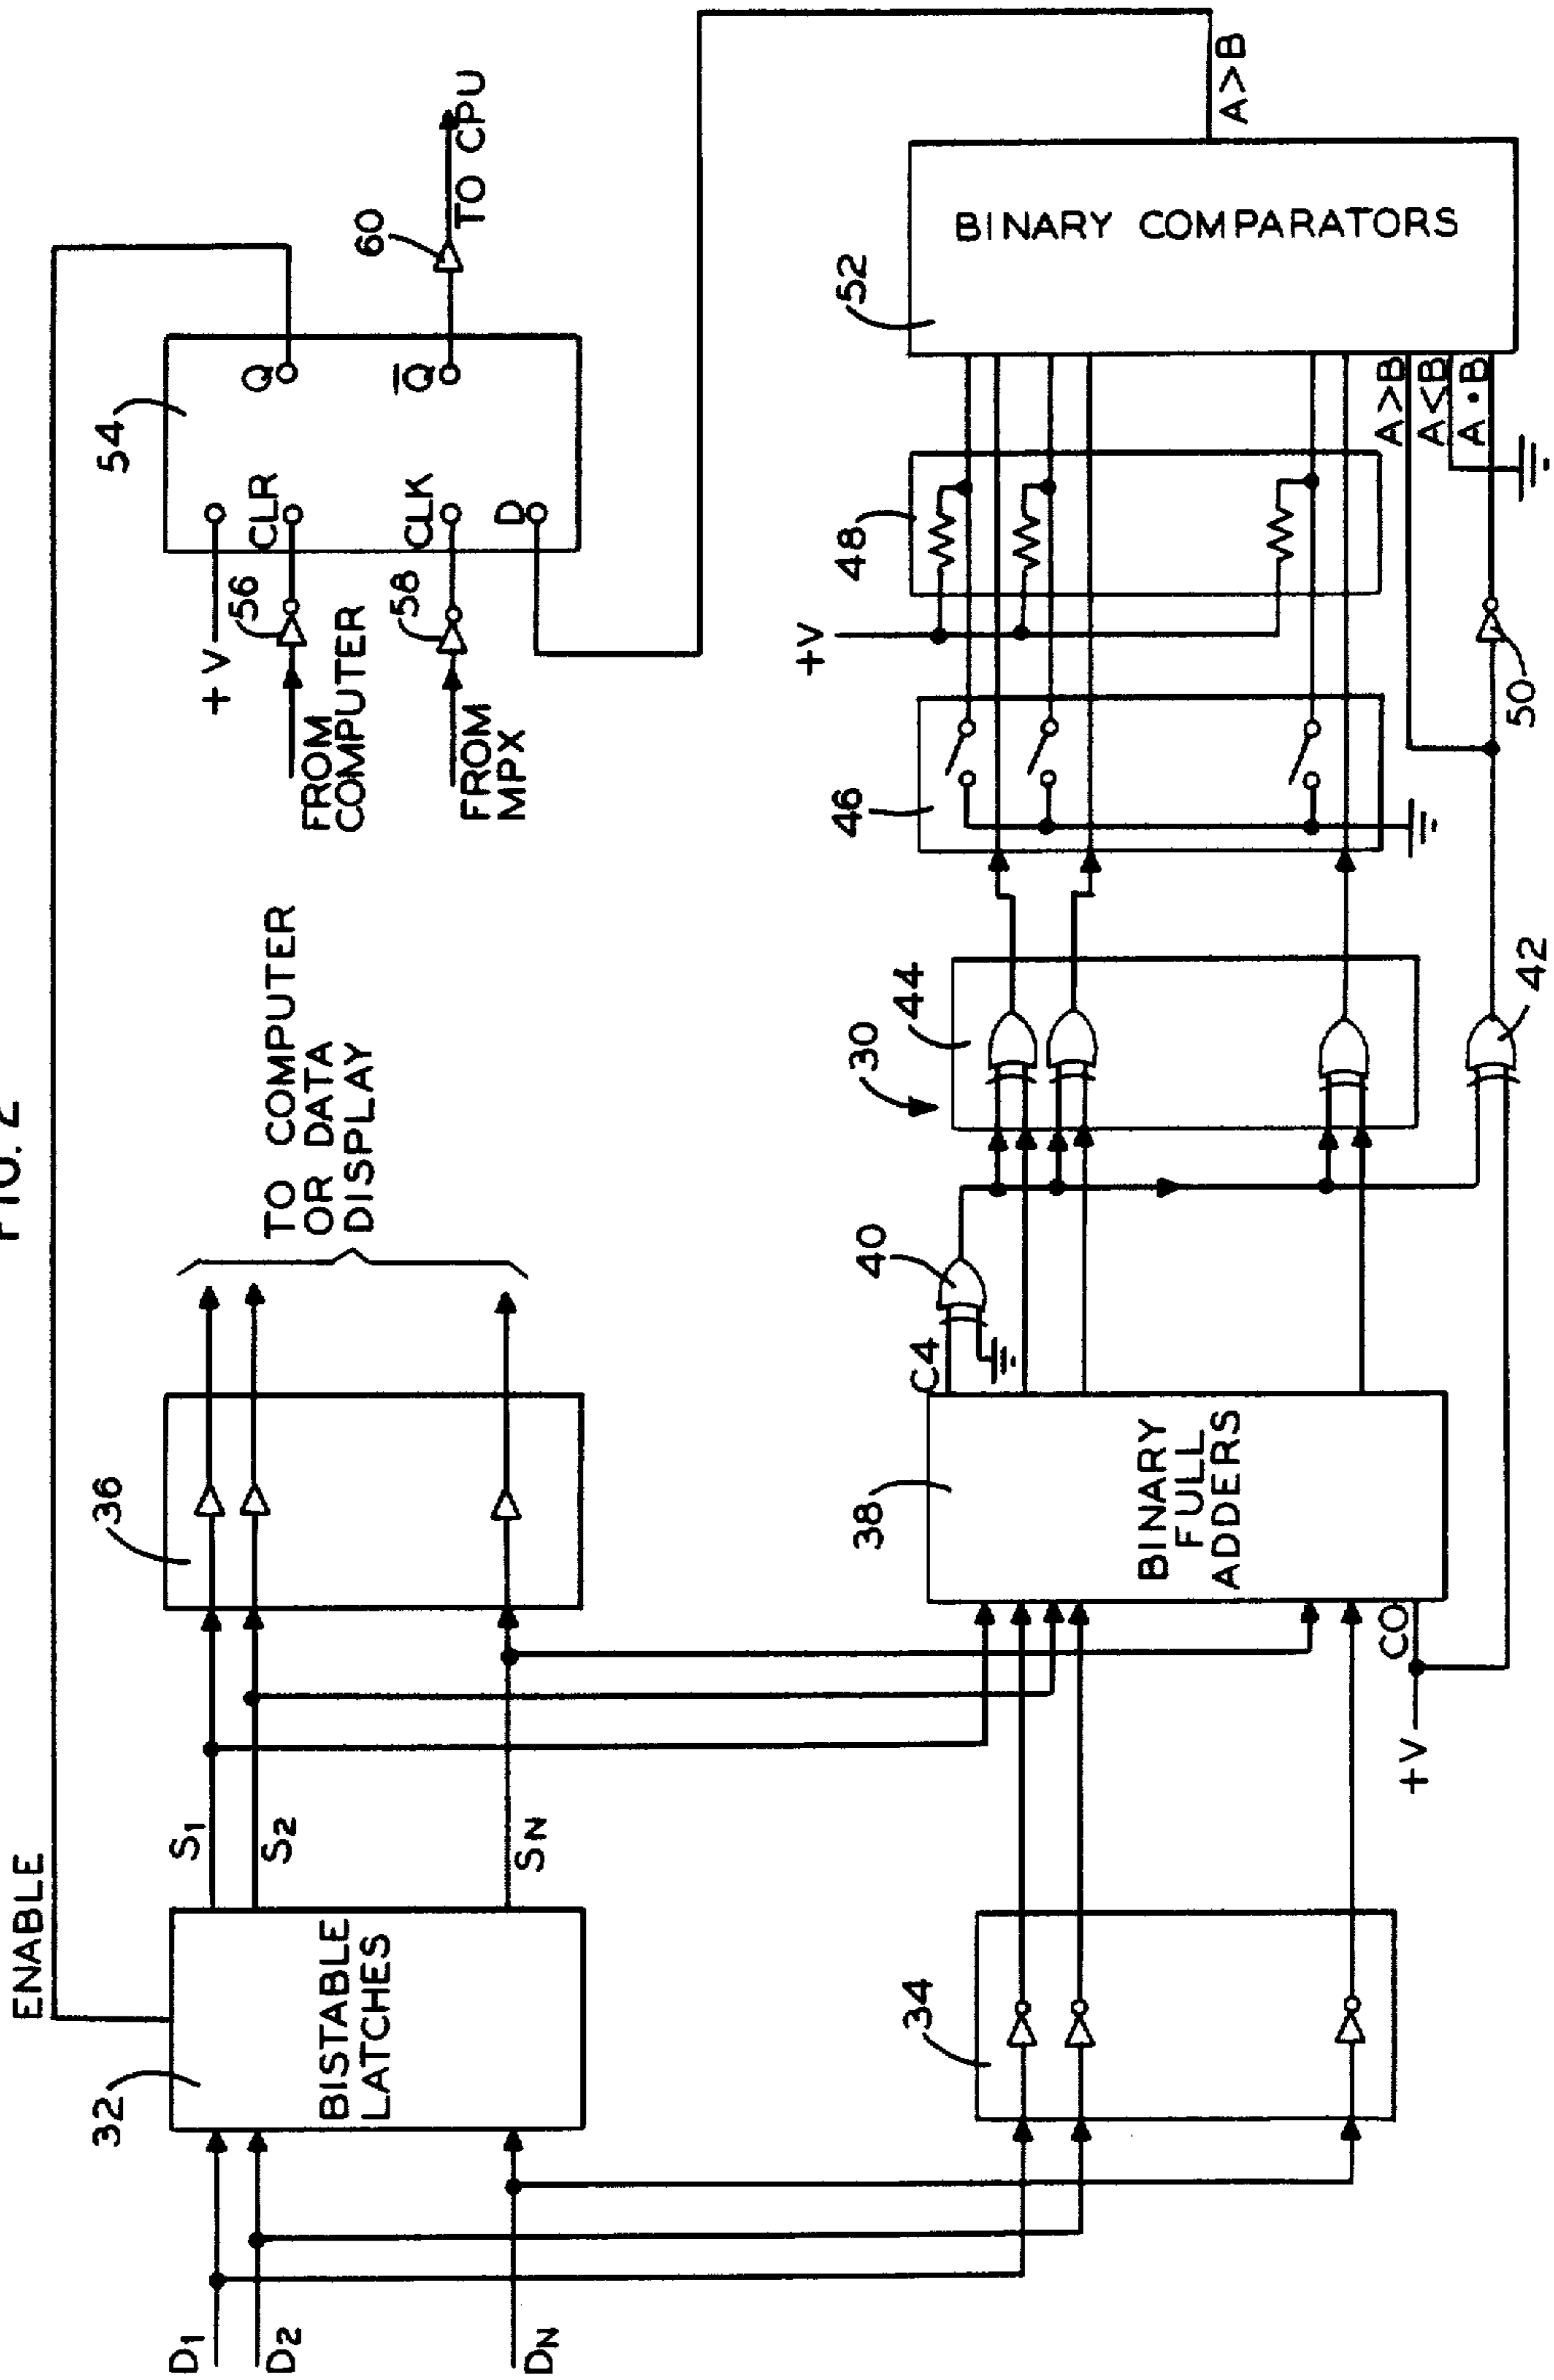 FIG. 2
ENABLE
32
BISTABLE
LATCHES
D1
D2
DN
S1
S2
SN
36
TO COMPUTER
OR DATA
DISPLAY
34
+V
CO
38
BINARY
FULL
ADDERS
C4
40
30
44
42
46
+V
48
50
A>B
A<B
A•B
52
BINARY COMPARATORS
A>B
54
+V
CLR
CLK
D
Q
Q̅
56
FROM
COMPUTER
58
FROM
MPX
60
TO CPU